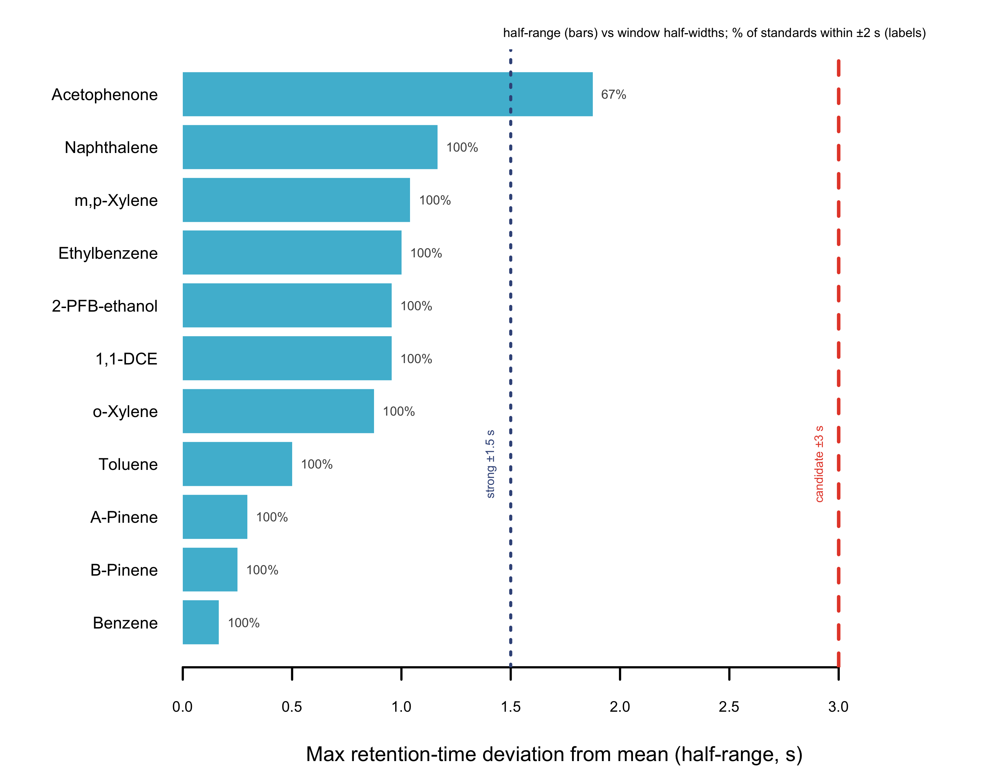 half-range (bars) vs window half-widths; % of standards within ±2 s (labels)
Acetophenone
67%
Naphthalene
100%
m,p-Xylene
100%
Ethylbenzene
100%
2-PFB-ethanol
100%
1,1-DCE
100%
o-Xylene
100%
strong ±1.5 s
candidate ±3 s
Toluene
100%
A-Pinene
100%
B-Pinene
100%
Benzene
100%
0.0
0.5
1.0
1.5
2.0
2.5
3.0
Max retention-time deviation from mean (half-range, s)